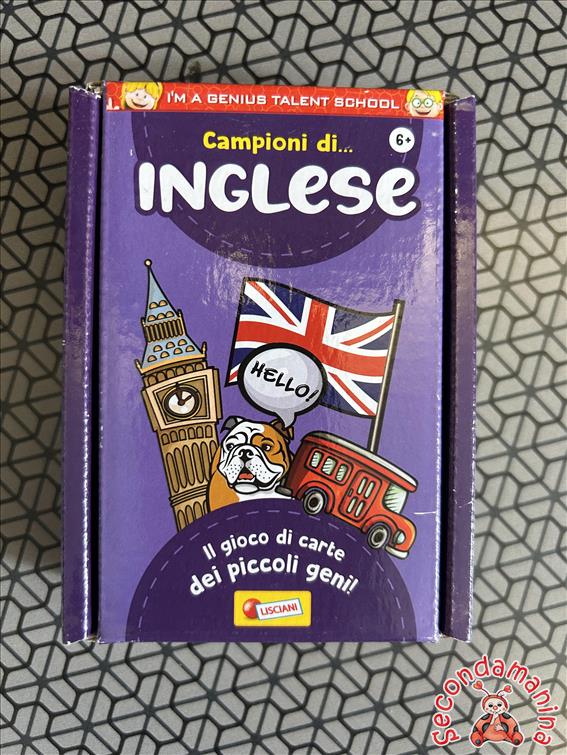 I'M A GENIUS TALENT SCHOOL
Campioni di...
6+
INGLESE
HELLO!
Il gioco di carte
dei piccoli geni!
LISCIANI
secondamanina